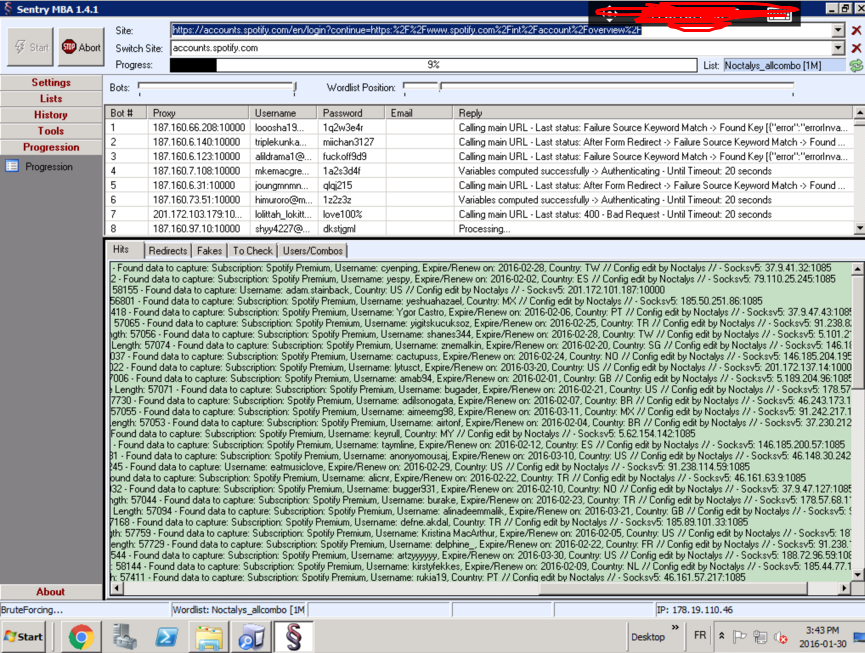 Sentry MBA 1.4.1
Start
STOP
Abort
Site:
https://accounts.spotify.com/en/login?continue=https:%2F%2Fwww.spotify.com%2Fint%2Faccount%2Foverview%2F
Switch Site: accounts.spotify.com
Progress: 9% List: Noctalys_allcombo [1M]
Settings
Lists
History
Tools
Progression
Progression
About
Bots: Wordlist Position:
Bot # Proxy Username Password Email Reply
1 187.160.66.208:10000 looosha19... 1q2w3e4r Calling main URL - Last status: Failure Source Keyword Match -> Found Key [{"error":"errorInva...
2 187.160.6.140:10000 triplekunka... miichan3127 Calling main URL - Last status: After Form Redirect -> Failure Source Keyword Match -> Found ...
3 187.160.6.123:10000 alildrama1@... fuckoff9d9 Calling main URL - Last status: Failure Source Keyword Match -> Found Key [{"error":"errorInva...
4 187.160.7.108:10000 mkemacgre... 1a2s3d4f Variables computed successfully -> Authenticating - Until Timeout: 20 seconds
5 187.160.6.31:10000 joungmnmn... qlqj215 Calling main URL - Last status: After Form Redirect -> Failure Source Keyword Match -> Found ...
6 187.160.73.51:10000 himuroro@m... 1z2z3z Variables computed successfully -> Authenticating - Until Timeout: 20 seconds
7 201.172.103.179:10... lolittah_lokitt... love100% Calling main URL - Last status: 400 - Bad Request - Until Timeout: 20 seconds
8 187.160.97.10:10000 shyy4227@... dkstjgml Processing...
Hits Redirects Fakes To Check Users/Combos
- Found data to capture: Subscription: Spotify Premium, Username: cyenping, Expire/Renew on: 2016-02-28, Country: TW // Config edit by Noctalys // - Socksv5: 37.9.41.32:1085
2 - Found data to capture: Subscription: Spotify Premium, Username: yespy, Expire/Renew on: 2016-02-02, Country: ES // Config edit by Noctalys // - Socksv5: 79.110.25.245:1085
58155 - Found data to capture: Username: adam.stainback, Country: US // Config edit by Noctalys // - Socksv5: 201.172.101.187:10000
56801 - Found data to capture: Username: yeshuahazael, Country: MX // Config edit by Noctalys // - Socksv5: 185.50.251.86:1085
418 - Found data to capture: Subscription: Spotify Premium, Username: Ygor Castro, Expire/Renew on: 2016-02-06, Country: PT // Config edit by Noctalys // - Socksv5: 37.9.47.43:1085
57065 - Found data to capture: Subscription: Spotify Premium, Username: yigitskucuksoz, Expire/Renew on: 2016-02-25, Country: TR // Config edit by Noctalys // - Socksv5: 91.238.8
gth: 57056 - Found data to capture: Subscription: Spotify Premium, Username: shanes344, Expire/Renew on: 2016-02-28, Country: TW // Config edit by Noctalys // - Socksv5: 5.101.21
Length: 57074 - Found data to capture: Subscription: Spotify Premium, Username: znemalkin, Expire/Renew on: 2016-02-20, Country: SG // Config edit by Noctalys // - Socksv5: 146.1
037 - Found data to capture: Subscription: Spotify Premium, Username: cactupuss, Expire/Renew on: 2016-02-24, Country: NO // Config edit by Noctalys // - Socksv5: 146.185.204.195
022 - Found data to capture: Subscription: Spotify Premium, Username: lytusct, Expire/Renew on: 2016-03-20, Country: US // Config edit by Noctalys // - Socksv5: 201.172.137.14:1000
7006 - Found data to capture: Subscription: Spotify Premium, Username: amab94, Expire/Renew on: 2016-02-01, Country: GB // Config edit by Noctalys // - Socksv5: 5.189.204.96:1085
Length: 57071 - Found data to capture: Subscription: Spotify Premium, Username: bugader, Expire/Renew on: 2016-02-21, Country: US // Config edit by Noctalys // - Socksv5: 178.57
7730 - Found data to capture: Subscription: Spotify Premium, Username: adilsonogata, Expire/Renew on: 2016-02-07, Country: BR // Config edit by Noctalys // - Socksv5: 46.243.173.1
57055 - Found data to capture: Subscription: Spotify Premium, Username: aimeemg98, Expire/Renew on: 2016-03-11, Country: MX // Config edit by Noctalys // - Socksv5: 91.242.217.1
ength: 57053 - Found data to capture: Subscription: Spotify Premium, Username: airtonf, Expire/Renew on: 2016-02-04, Country: BR // Config edit by Noctalys // - Socksv5: 37.230.212
Found data to capture: Subscription: Spotify Premium, Username: keyrull, Country: MY // Config edit by Noctalys // - Socksv5: 5.62.154.142:1085
- Found data to capture: Subscription: Spotify Premium, Username: taymline, Expire/Renew on: 2016-02-12, Country: ES // Config edit by Noctalys // - Socksv5: 146.185.200.57:1085
31 - Found data to capture: Subscription: Spotify Premium, Username: anonyomousaj, Expire/Renew on: 2016-03-10, Country: US // Config edit by Noctalys // - Socksv5: 46.148.30.242
245 - Found data to capture: Username: eatmusiclove, Expire/Renew on: 2016-02-29, Country: US // Config edit by Noctalys // - Socksv5: 91.238.114.59:1085
ound data to capture: Subscription: Spotify Premium, Username: alicnr, Expire/Renew on: 2016-02-22, Country: TR // Config edit by Noctalys // - Socksv5: 46.161.63.9:1085
032 - Found data to capture: Subscription: Spotify Premium, Username: bugger931, Expire/Renew on: 2016-02-10, Country: NO // Config edit by Noctalys // - Socksv5: 37.9.47.127:1085
ngth: 57044 - Found data to capture: Subscription: Spotify Premium, Username: burake, Expire/Renew on: 2016-02-23, Country: TR // Config edit by Noctalys // - Socksv5: 178.57.68.1
Length: 57094 - Found data to capture: Subscription: Spotify Premium, Username: alinadeemmalik, Expire/Renew on: 2016-03-21, Country: GB // Config edit by Noctalys // - Socksv5:
7168 - Found data to capture: Subscription: Spotify Premium, Username: defne.akdal, Country: TR // Config edit by Noctalys // - Socksv5: 185.89.101.33:1085
gth: 57759 - Found data to capture: Subscription: Spotify Premium, Username: Kristina MacArthur, Expire/Renew on: 2016-02-05, Country: US // Config edit by Noctalys // - Socksv5: 187
ength: 57729 - Found data to capture: Subscription: Spotify Premium, Username: delphine_, Expire/Renew on: 2016-02-22, Country: FR // Config edit by Noctalys // - Socksv5: 91.238.
544 - Found data to capture: Subscription: Spotify Premium, Username: artzyyyyyy, Expire/Renew on: 2016-03-30, Country: US // Config edit by Noctalys // - Socksv5: 188.72.96.59:108
58144 - Found data to capture: Subscription: Spotify Premium, Username: kirstyfekkes, Expire/Renew on: 2016-02-09, Country: NL // Config edit by Noctalys // - Socksv5: 185.44.77.1
h: 57411 - Found data to capture: Subscription: Spotify Premium, Username: rukia19, Country: PT // Config edit by Noctalys // - Socksv5: 46.161.57.217:1085
BruteForcing... Wordlist: Noctalys_allcombo [1M IP: 178.19.110.46
Start Desktop FR 3:43 PM
2016-01-30